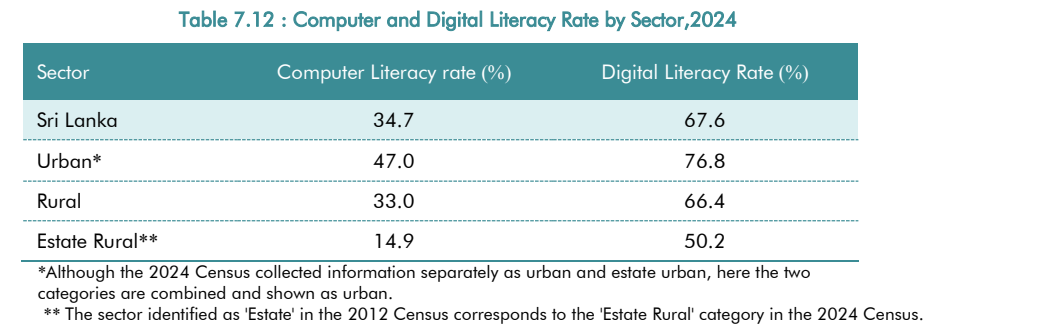 Table 7.12 : Computer and Digital Literacy Rate by Sector,2024
Sector Computer Literacy rate (%) Digital Literacy Rate (%)
Sri Lanka 34.7 67.6
Urban* 47.0 76.8
Rural 33.0 66.4
Estate Rural** 14.9 50.2
*Although the 2024 Census collected information separately as urban and estate urban, here the two
categories are combined and shown as urban.
** The sector identified as 'Estate' in the 2012 Census corresponds to the 'Estate Rural' category in the 2024 Census.